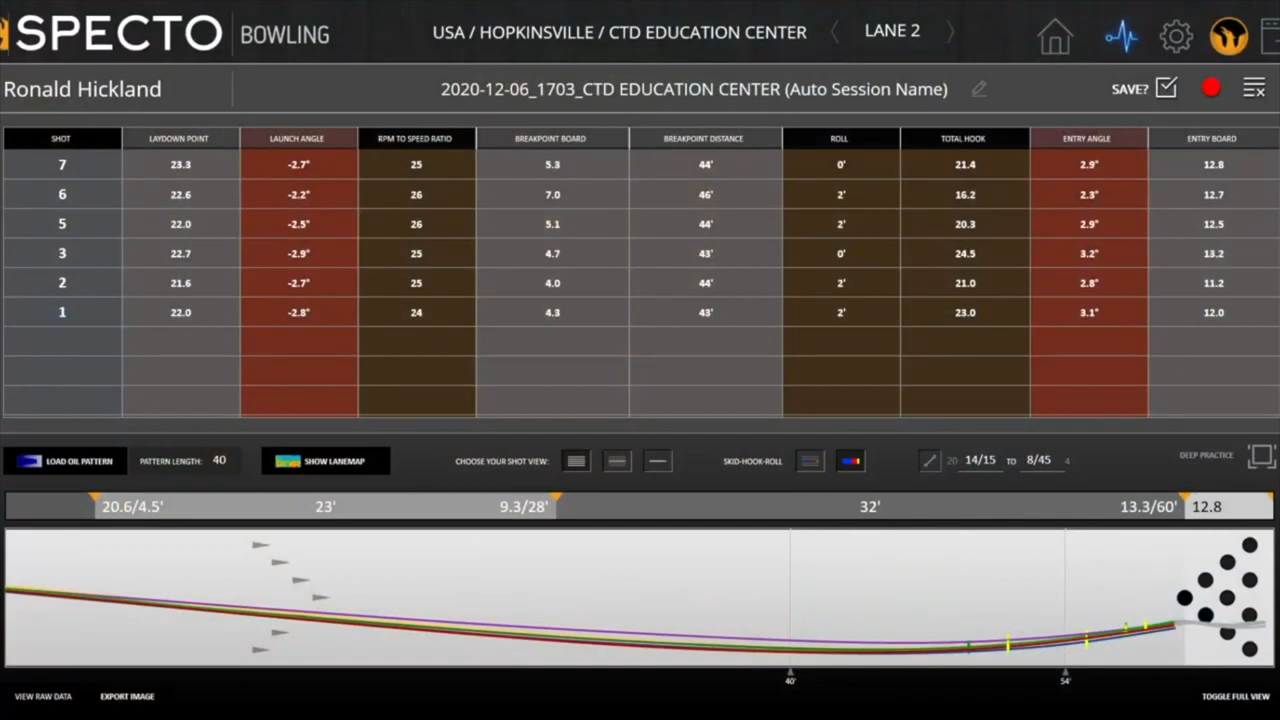 SPECTO BOWLING USA / HOPKINSVILLE / CTD EDUCATION CENTER LANE 2
Ronald Hickland 2020-12-06_1703_CTD EDUCATION CENTER (Auto Session Name) SAVE?
SHOT LAYDOWN POINT LAUNCH ANGLE RPM TO SPEED RATIO BREAKPOINT BOARD BREAKPOINT DISTANCE ROLL TOTAL HOOK ENTRY ANGLE ENTRY BOARD
7 23.3 -2.7° 25 5.3 44' 0' 21.4 2.9° 12.8
6 22.6 -2.2° 26 7.0 46' 2' 16.2 2.3° 12.7
5 22.0 -2.5° 26 5.1 44' 2' 20.3 2.9° 12.5
3 22.7 -2.9° 25 4.7 43' 0' 24.5 3.2° 13.2
2 21.6 -2.7° 25 4.0 44' 2' 21.0 2.8° 11.2
1 22.0 -2.8° 24 4.3 43' 2' 23.0 3.1° 12.0
LOAD OIL PATTERN PATTERN LENGTH: 40 SHOW LANEMAP CHOOSE YOUR SHOT VIEW: SKID-HOOK-ROLL 20 14/15 TO 8/45 4 DEEP PRACTICE
20.6/4.5' 23' 9.3/28' 32' 13.3/60' 12.8
40' 54'
VIEW RAW DATA EXPORT IMAGE TOGGLE FULL VIEW